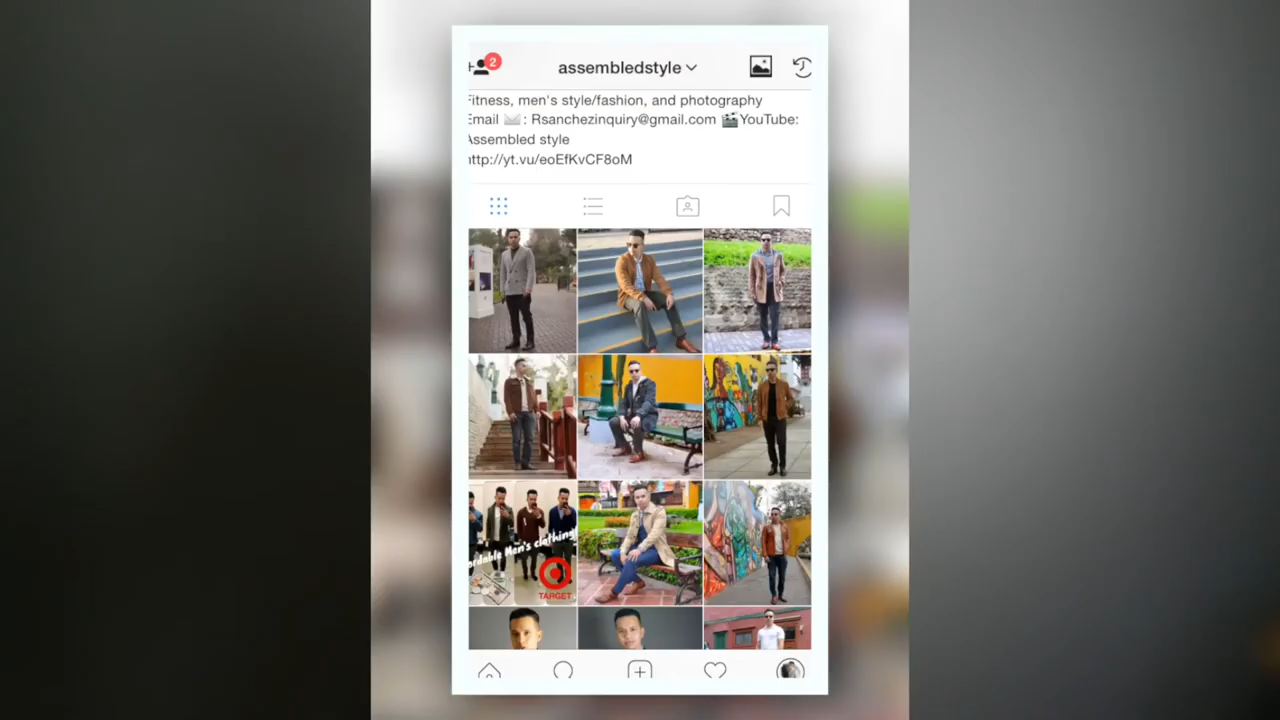 2
assembledstyle
Fitness, men's style/fashion, and photography
Email : Rsanchezinquiry@gmail.com YouTube:
Assembled style
http://yt.vu/eoEfKvCF8oM
ordable Men's clothing
TARGET